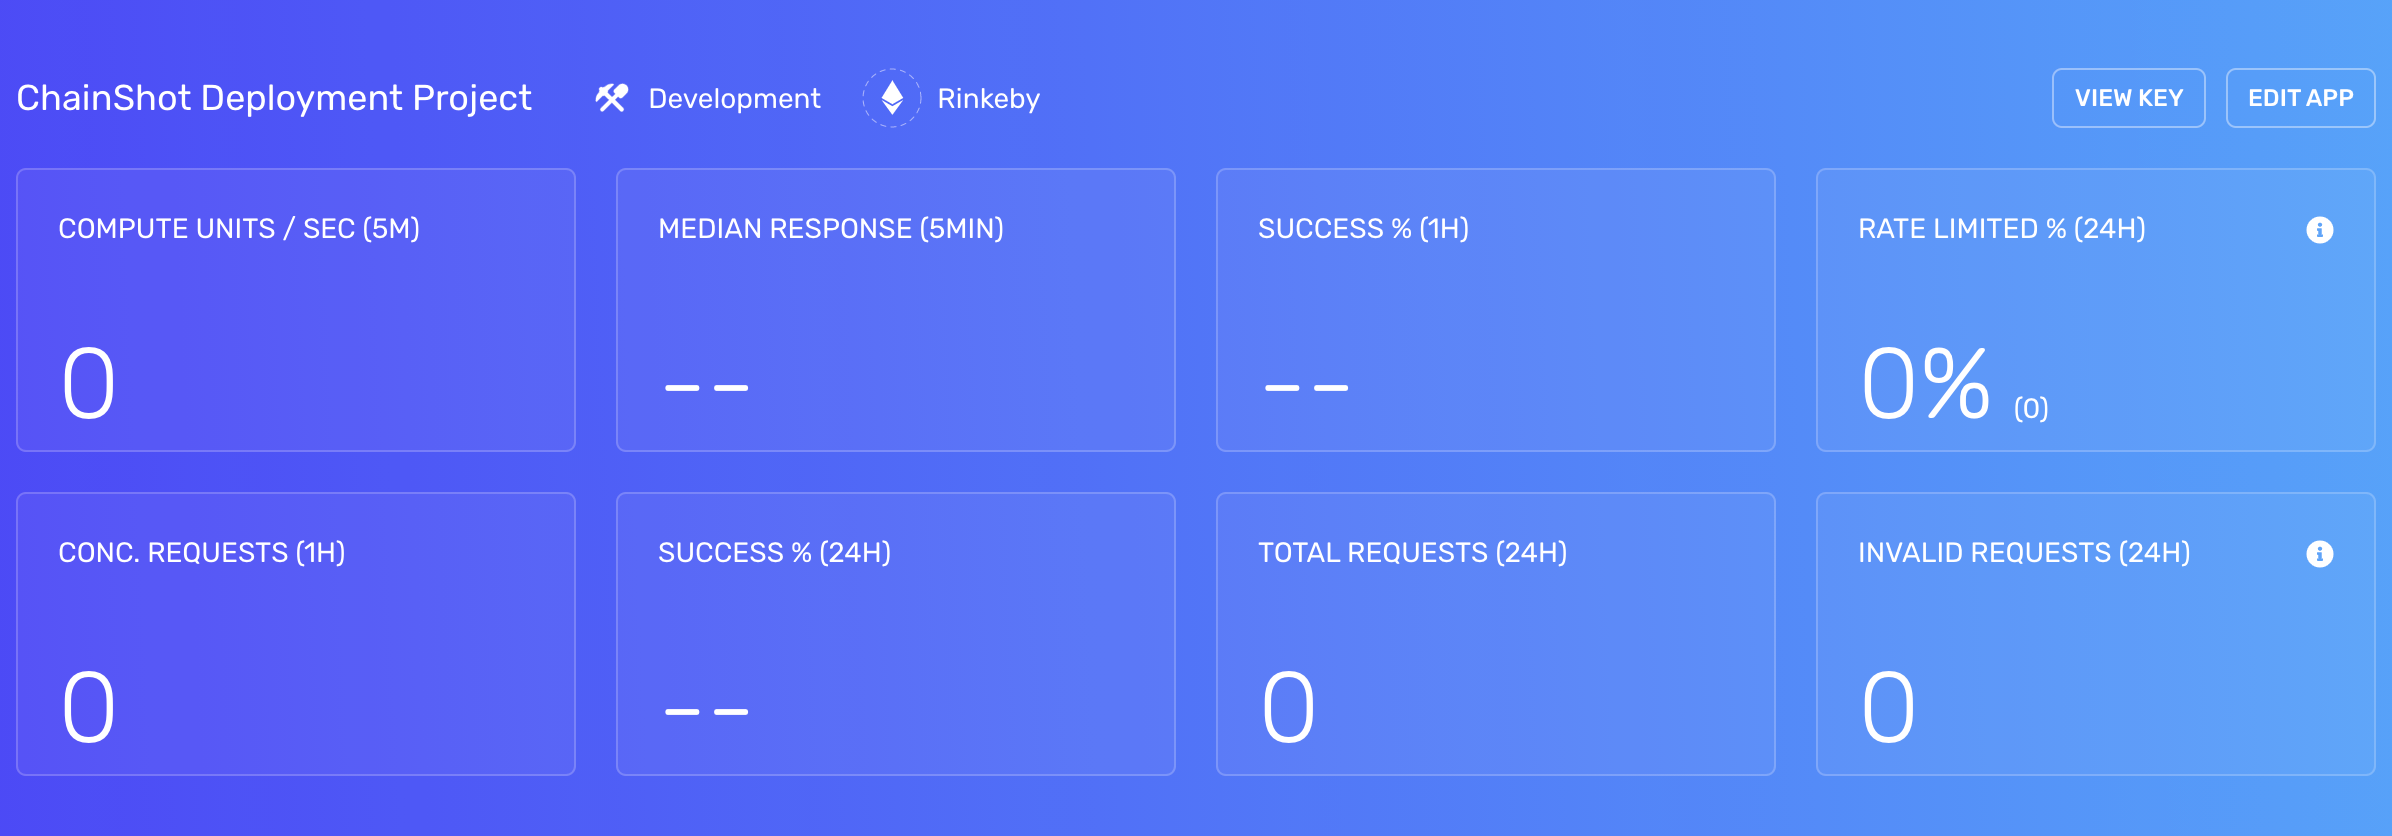 ChainShot Deployment Project
Development
Rinkeby
VIEW KEY
EDIT APP
COMPUTE UNITS / SEC (5M)
0
MEDIAN RESPONSE (5MIN)
--
SUCCESS % (1H)
--
RATE LIMITED % (24H)
0% (0)
CONC. REQUESTS (1H)
0
SUCCESS % (24H)
--
TOTAL REQUESTS (24H)
0
INVALID REQUESTS (24H)
0